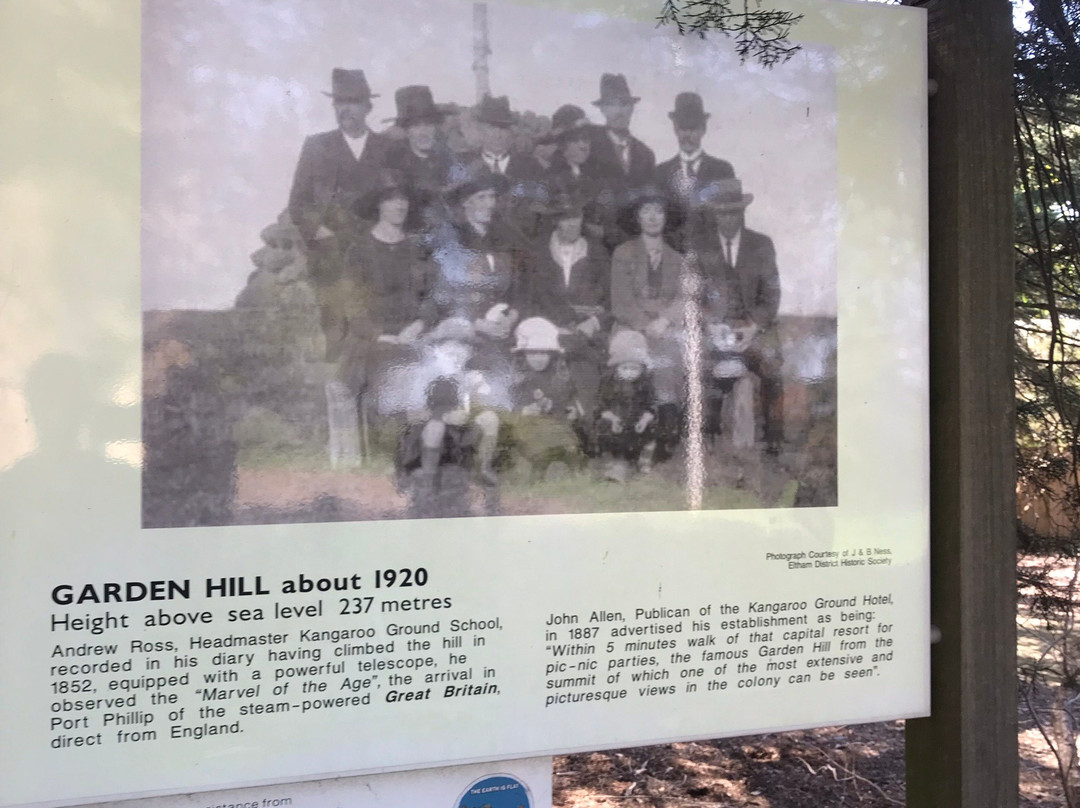 Photograph Courtesy of J & B Ness,
Eltham District Historic Society
GARDEN HILL about 1920
Height above sea level 237 metres
Andrew Ross, Headmaster Kangaroo Ground School,
recorded in his diary having climbed the hill in
1852, equipped with a powerful telescope, he
observed the "Marvel of the Age", the arrival in
Port Phillip of the steam-powered Great Britain,
direct from England.
John Allen, Publican of the Kangaroo Ground Hotel,
in 1887 advertised his establishment as being:
"Within 5 minutes walk of that capital resort for
pic-nic parties, the famous Garden Hill from the
summit of which one of the most extensive and
picturesque views in the colony can be seen".
from
THE EARTH IS FLAT